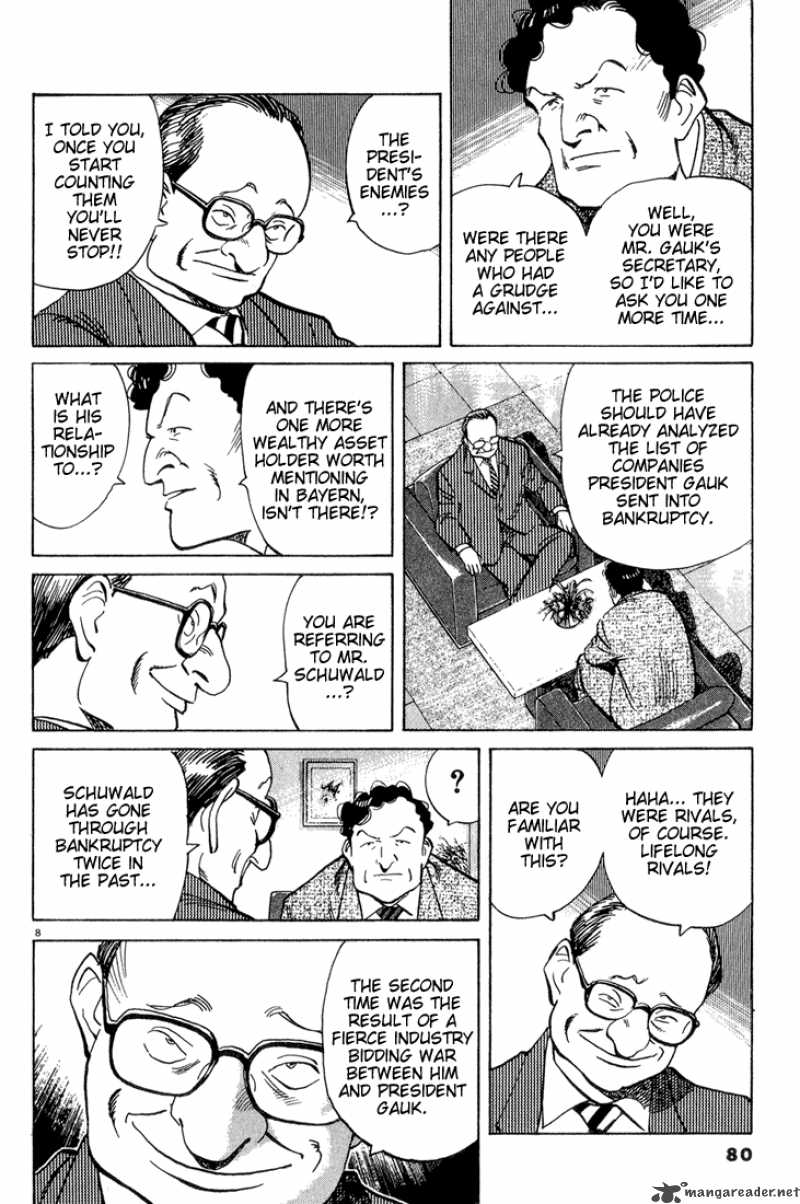 WELL,
YOU WERE
MR. GAUK'S
SECRETARY,
SO I'D LIKE TO
ASK YOU ONE
MORE TIME...
WERE THERE
ANY PEOPLE
WHO HAD
A GRUDGE
AGAINST...
THE
PRESI-
DENT'S
ENEMIES
...?
I TOLD YOU,
ONCE YOU
START
COUNTING
THEM
YOU'LL
NEVER
STOP!!
THE POLICE
SHOULD HAVE
ALREADY ANALYZED
THE LIST OF
COMPANIES
PRESIDENT GAUK
SENT INTO
BANKRUPTCY.
AND THERE'S
ONE MORE
WEALTHY ASSET
HOLDER WORTH
MENTIONING
IN BAYERN,
ISN'T THERE!?
WHAT
IS HIS
RELA-
TIONSHIP
TO...?
YOU ARE
REFERRING
TO MR.
SCHUWALD
...?
HAHA... THEY
WERE RIVALS,
OF COURSE.
LIFELONG
RIVALS!
ARE YOU
FAMILIAR
WITH
THIS?
?
SCHUWALD
HAS GONE
THROUGH
BANKRUPTCY
TWICE IN
THE PAST...
8
THE SECOND
TIME WAS THE
RESULT OF A
FIERCE INDUSTRY
BIDDING WAR
BETWEEN HIM
AND PRESIDENT
GAUK.
80
mangareader.net